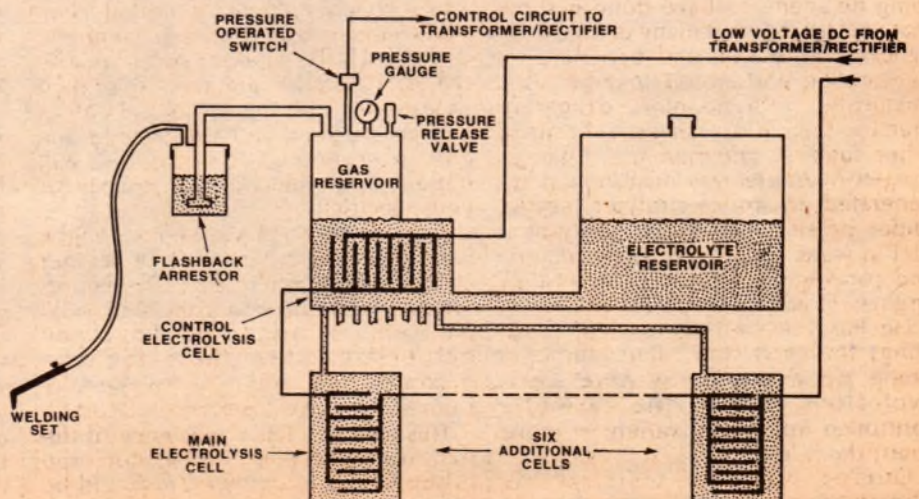 PRESSURE
OPERATED
SWITCH
CONTROL CIRCUIT TO
TRANSFORMER/RECTIFIER
LOW VOLTAGE DC FROM
TRANSFORMER/RECTIFIER
PRESSURE
GAUGE
PRESSURE
RELEASE
VALVE
GAS
RESERVOIR
FLASHBACK
ARRESTOR
ELECTROLYTE
RESERVOIR
CONTROL
ELECTROLYSIS
CELL
WELDING
SET
MAIN
ELECTROLYSIS
CELL
SIX
ADDITIONAL
CELLS